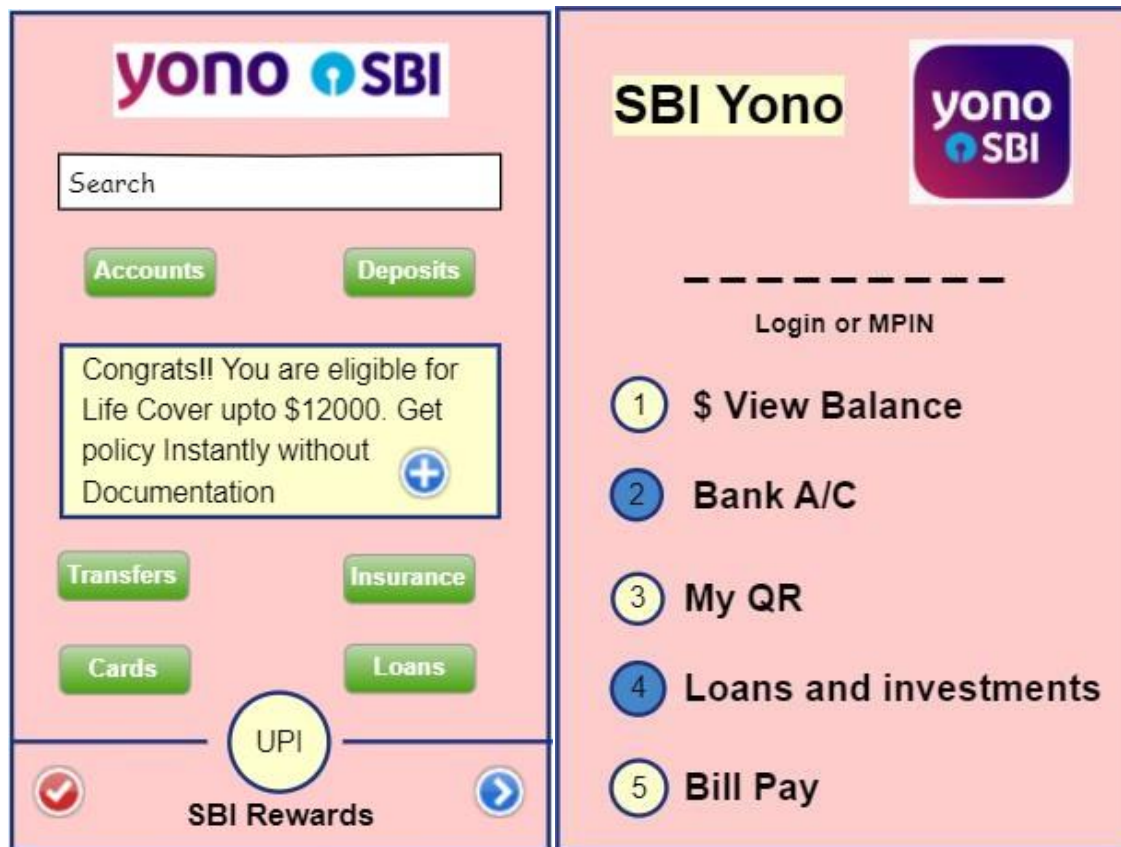 yono SBI
Search
Accounts
Deposits
Congrats!! You are eligible for
Life Cover upto $12000. Get
policy Instantly without
Documentation
Transfers
Insurance
Cards
Loans
UPI
SBI Rewards
SBI Yono
yono
SBI
Login or MPIN
1 $ View Balance
2 Bank A/C
3 My QR
4 Loans and investments
5 Bill Pay